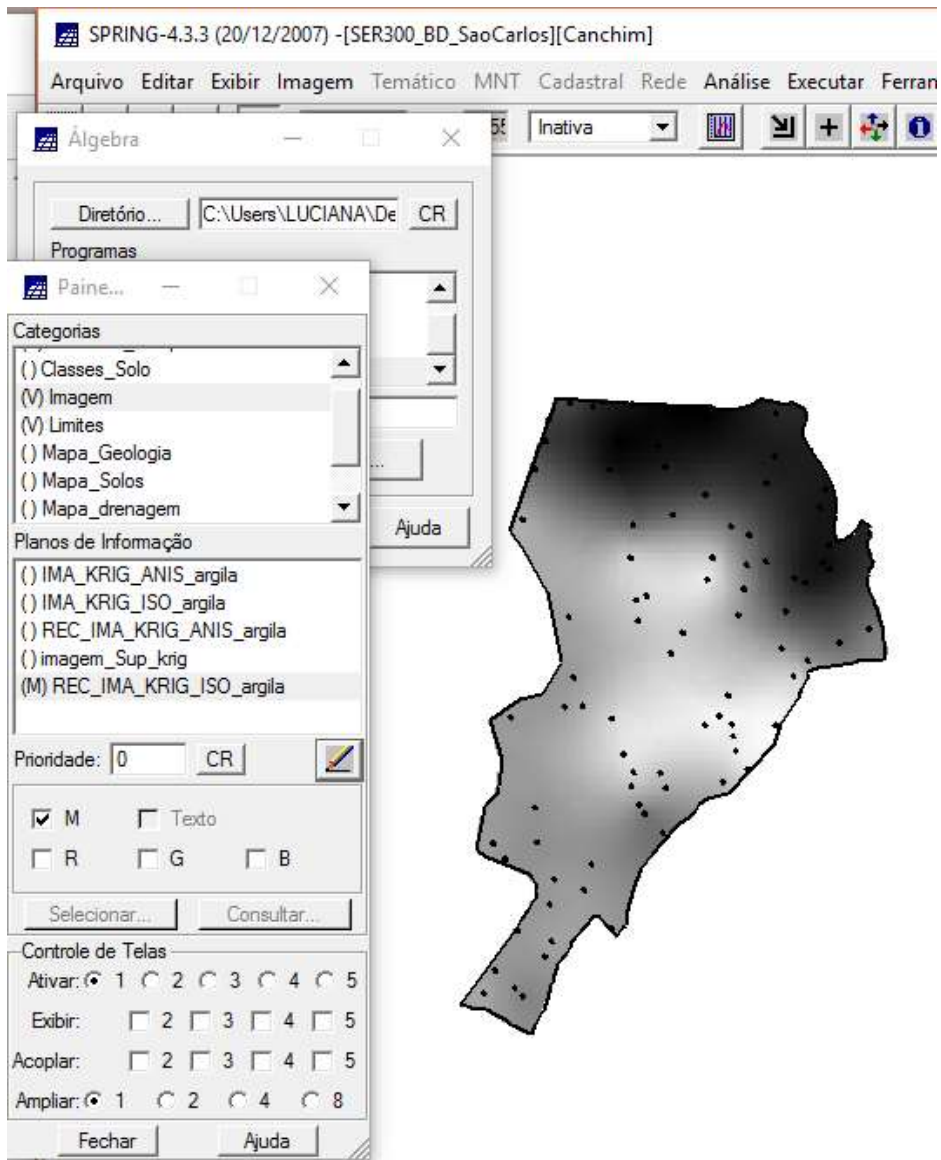 SPRING-4.3.3 (20/12/2007) -[SER300_BD_SaoCarlos][Canchim]
Arquivo Editar Exibir Imagem Temático MNT Cadastral Rede Análise Executar Ferran
Inativa
Álgebra
Diretório... C:\Users\LUCIANA\De CR
Programas
...
Ajuda
Paine...
Categorias
( ) Classes_Solo
(V) Imagem
(V) Limites
( ) Mapa_Geologia
( ) Mapa_Solos
( ) Mapa_drenagem
Planos de Informação
( ) IMA_KRIG_ANIS_argila
( ) IMA_KRIG_ISO_argila
( ) REC_IMA_KRIG_ANIS_argila
( ) imagem_Sup_krig
(M) REC_IMA_KRIG_ISO_argila
Prioridade: 0 CR
M Texto
R G B
Selecionar... Consultar...
Controle de Telas
Ativar: 1 2 3 4 5
Exibir: 2 3 4 5
Acoplar: 2 3 4 5
Ampliar: 1 2 4 8
Fechar Ajuda